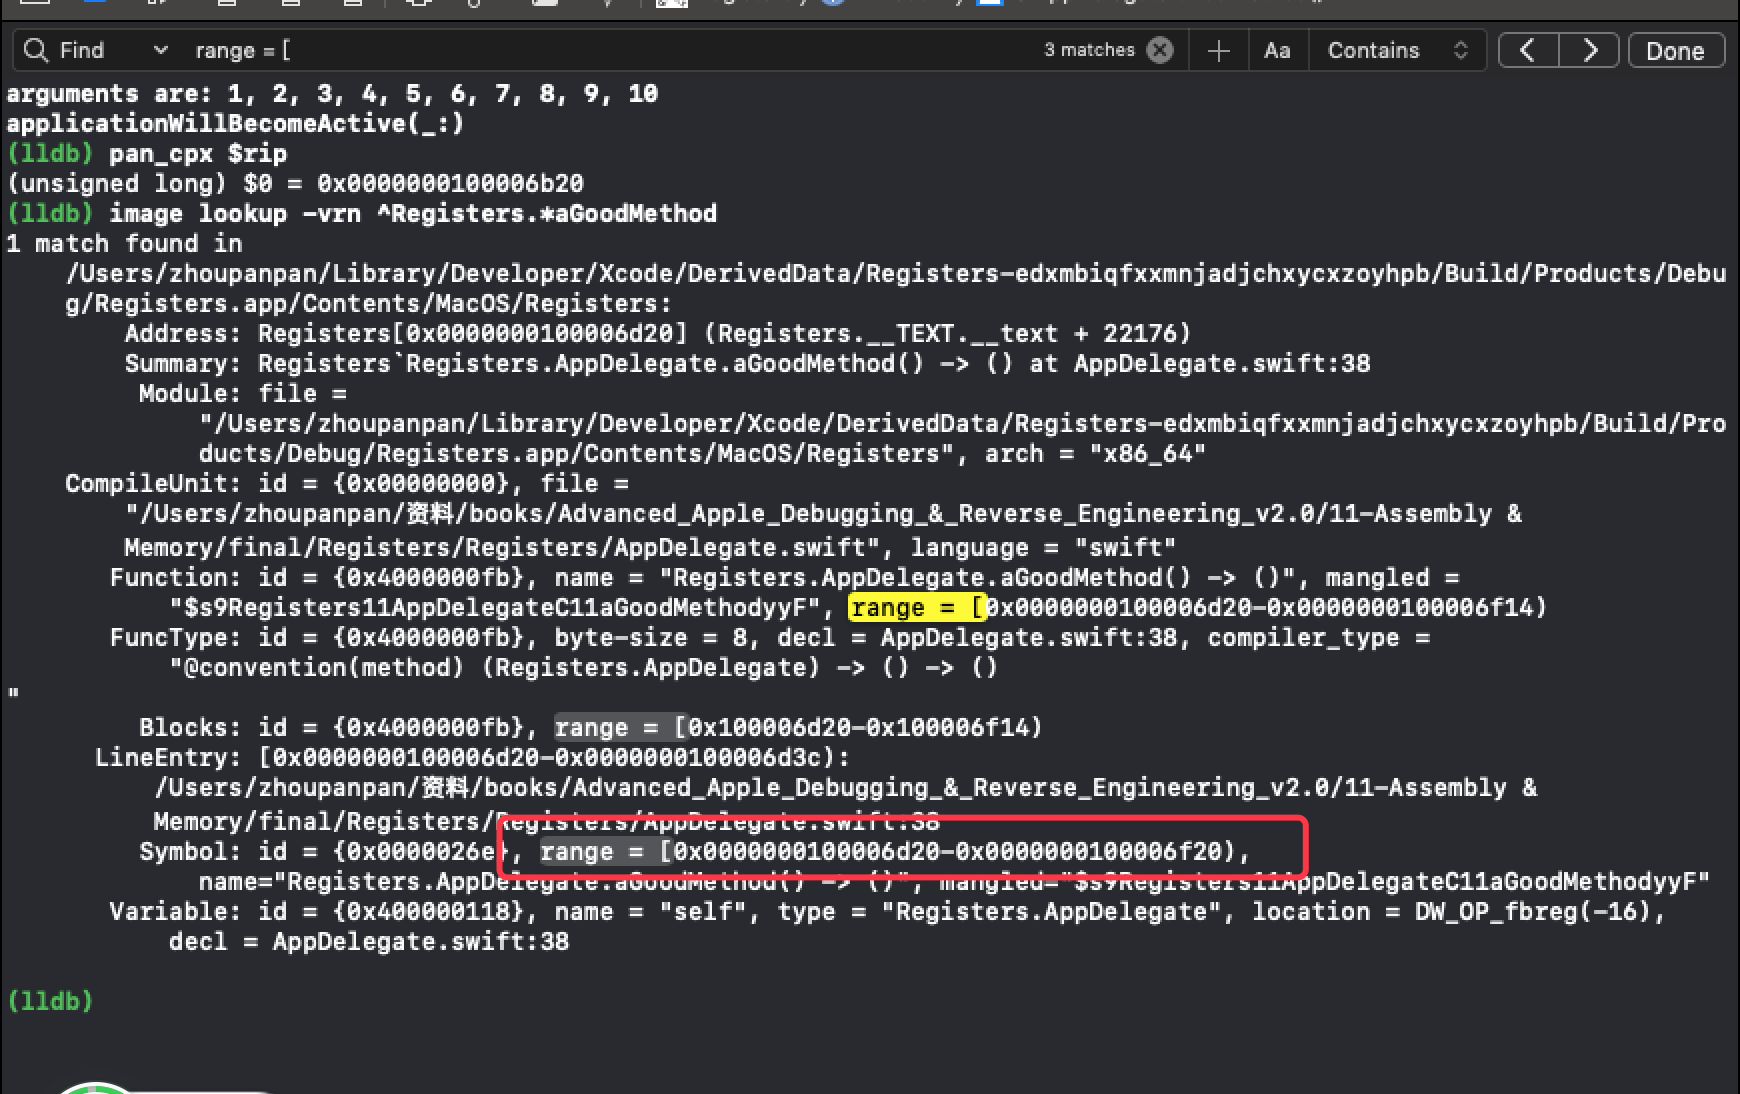 Find range = [ 3 matches Aa Contains Done
arguments are: 1, 2, 3, 4, 5, 6, 7, 8, 9, 10
applicationWillBecomeActive(_:)
(lldb) pan_cpx $rip
(unsigned long) $0 = 0x0000000100006b20
(lldb) image lookup -vrn ^Registers.*aGoodMethod
1 match found in
/Users/zhoupanpan/Library/Developer/Xcode/DerivedData/Registers-edxmbiqfxxmnjadjchxycxzoyhpb/Build/Products/Debu
g/Registers.app/Contents/MacOS/Registers:
Address: Registers[0x0000000100006d20] (Registers.__TEXT.__text + 22176)
Summary: Registers`Registers.AppDelegate.aGoodMethod() -> () at AppDelegate.swift:38
Module: file =
"/Users/zhoupanpan/Library/Developer/Xcode/DerivedData/Registers-edxmbiqfxxmnjadjchxycxzoyhpb/Build/Pro
ducts/Debug/Registers.app/Contents/MacOS/Registers", arch = "x86_64"
CompileUnit: id = {0x00000000}, file =
"/Users/zhoupanpan/资料/books/Advanced_Apple_Debugging_&_Reverse_Engineering_v2.0/11-Assembly &
Memory/final/Registers/Registers/AppDelegate.swift", language = "swift"
Function: id = {0x4000000fb}, name = "Registers.AppDelegate.aGoodMethod() -> ()", mangled =
"$s9Registers11AppDelegateC11aGoodMethodyyF", range = [0x0000000100006d20-0x0000000100006f14)
FuncType: id = {0x4000000fb}, byte-size = 8, decl = AppDelegate.swift:38, compiler_type =
"@convention(method) (Registers.AppDelegate) -> () -> ()
"
Blocks: id = {0x4000000fb}, range = [0x100006d20-0x100006f14)
LineEntry: [0x0000000100006d20-0x0000000100006d3c):
/Users/zhoupanpan/资料/books/Advanced_Apple_Debugging_&_Reverse_Engineering_v2.0/11-Assembly &
Memory/final/Registers/Registers/AppDelegate.swift:38
Symbol: id = {0x0000026e}, range = [0x0000000100006d20-0x0000000100006f20),
name="Registers.AppDelegate.aGoodMethod() -> ()", mangled="$s9Registers11AppDelegateC11aGoodMethodyyF"
Variable: id = {0x400000118}, name = "self", type = "Registers.AppDelegate", location = DW_OP_fbreg(-16),
decl = AppDelegate.swift:38
(lldb)